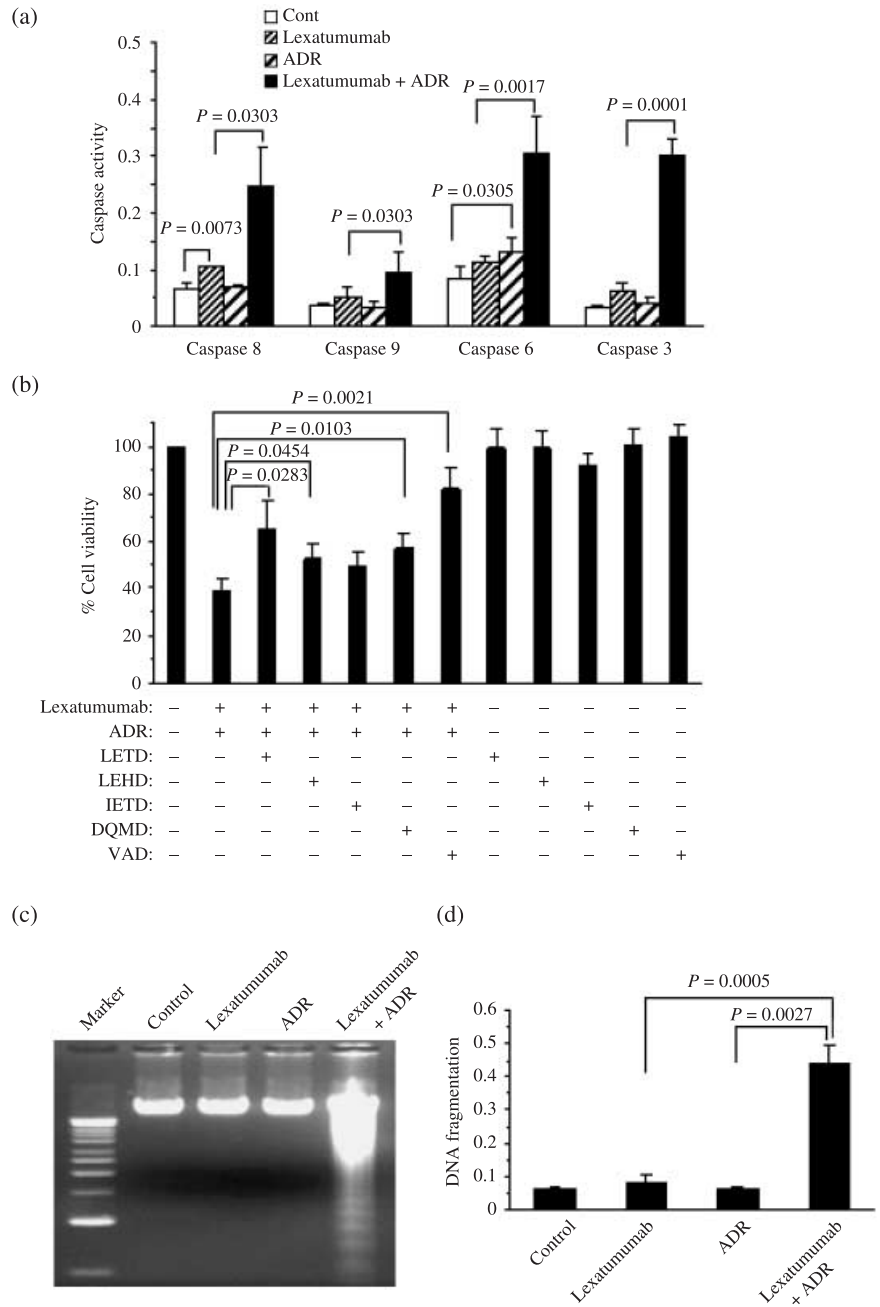 (a)
Cont
Lexatumumab
ADR
Lexatumumab + ADR
Caspase activity
0.5
0.4
0.3
0.2
0.1
0
P = 0.0073
P = 0.0303
P = 0.0303
P = 0.0305
P = 0.0017
P = 0.0001
Caspase 8 Caspase 9 Caspase 6 Caspase 3
(b)
% Cell viability
100
80
60
40
20
0
P = 0.0021
P = 0.0103
P = 0.0454
P = 0.0283
Lexatumumab: – + + + + + + – – – – –
ADR: – + + + + + + – – – – –
LETD: – – + – – – – + – – – –
LEHD: – – – + – – – – + – – –
IETD: – – – – + – – – – + – –
DQMD: – – – – – + – – – – + –
VAD: – – – – – – + – – – – +
(c)
Marker
Control
Lexatumumab
ADR
Lexatumumab
+ ADR
(d)
DNA fragmentation
0.6
0.5
0.4
0.3
0.2
0.1
0
P = 0.0005
P = 0.0027
Control
Lexatumumab
ADR
Lexatumumab
+ ADR